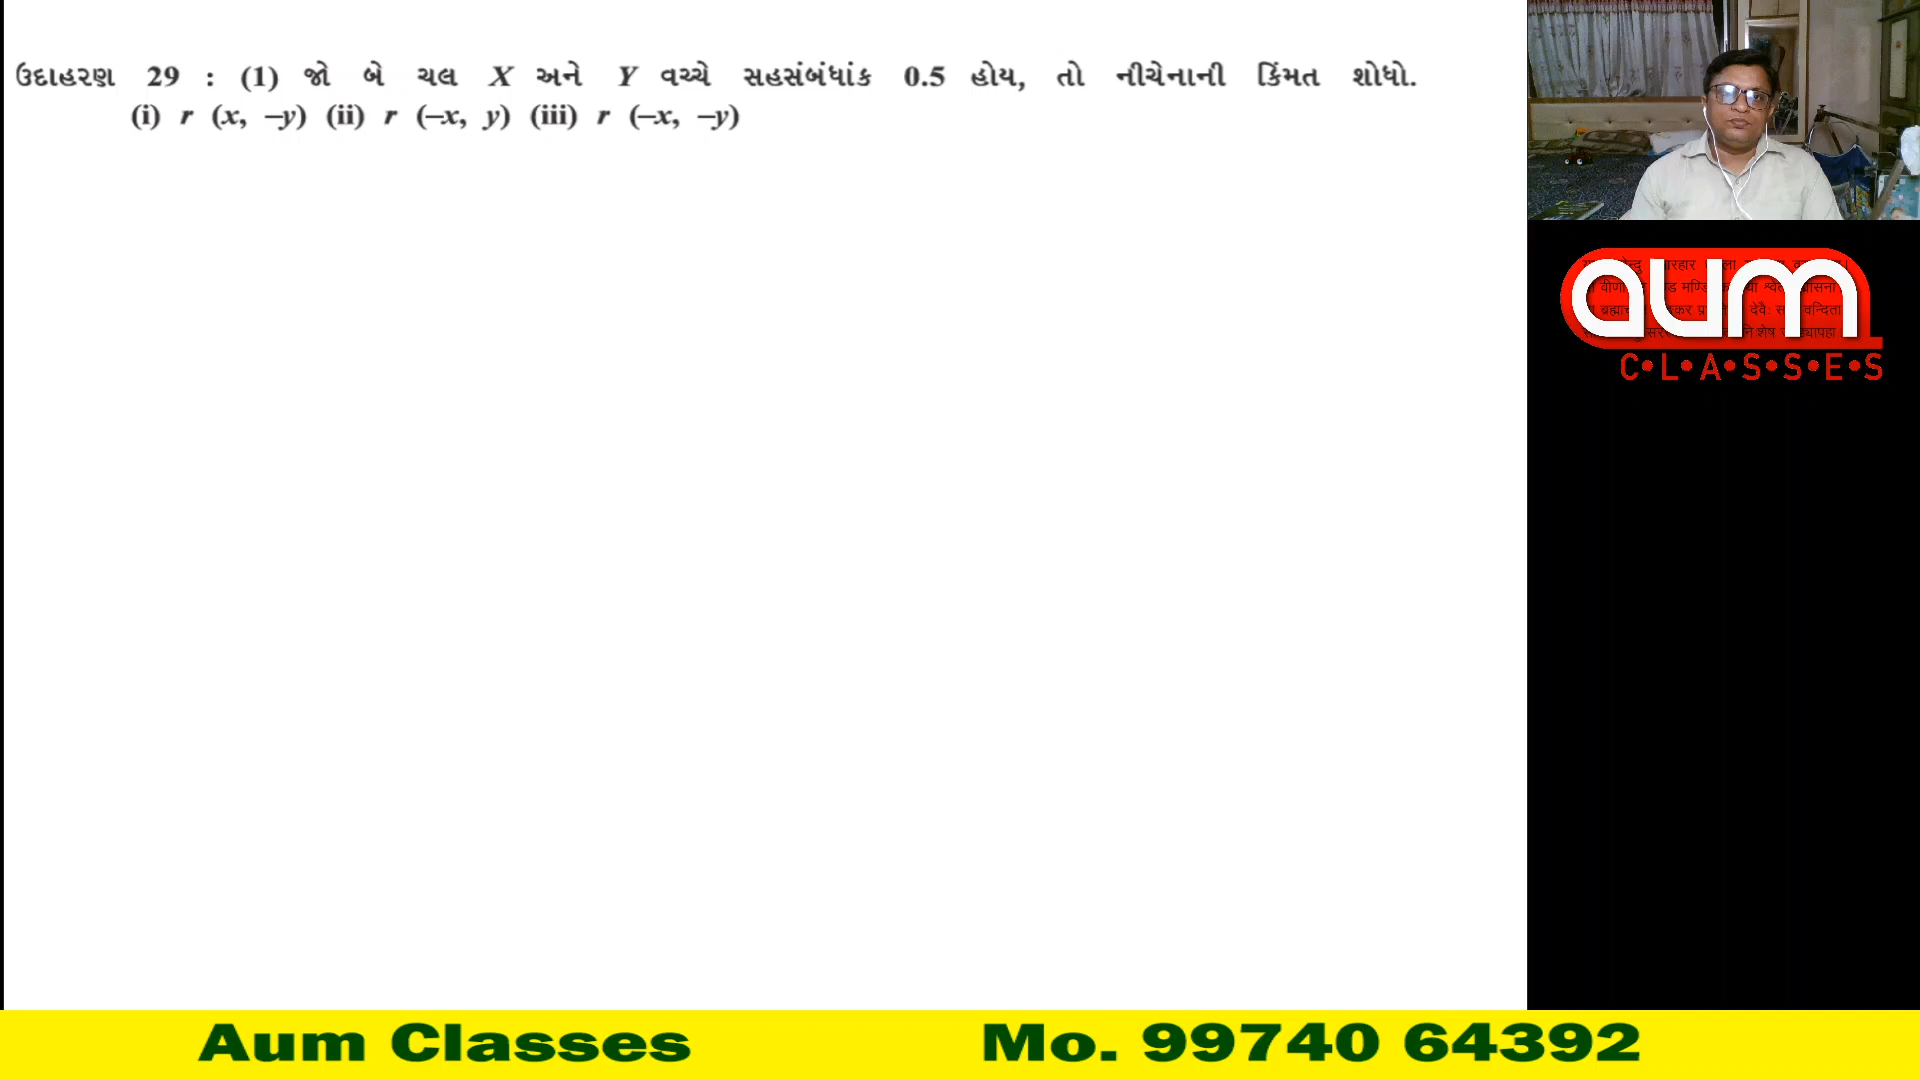 ઉદાહરણ 29 : (1) જો બે ચલ X અને Y વચ્ચે સહસંબંધાંક 0.5 હોય, તો નીચેનાની કિંમત શોધો.
(i) r (x, –y) (ii) r (–x, y) (iii) r (–x, –y)
aum
C•L•A•S•S•E•S
Aum Classes Mo. 99740 64392